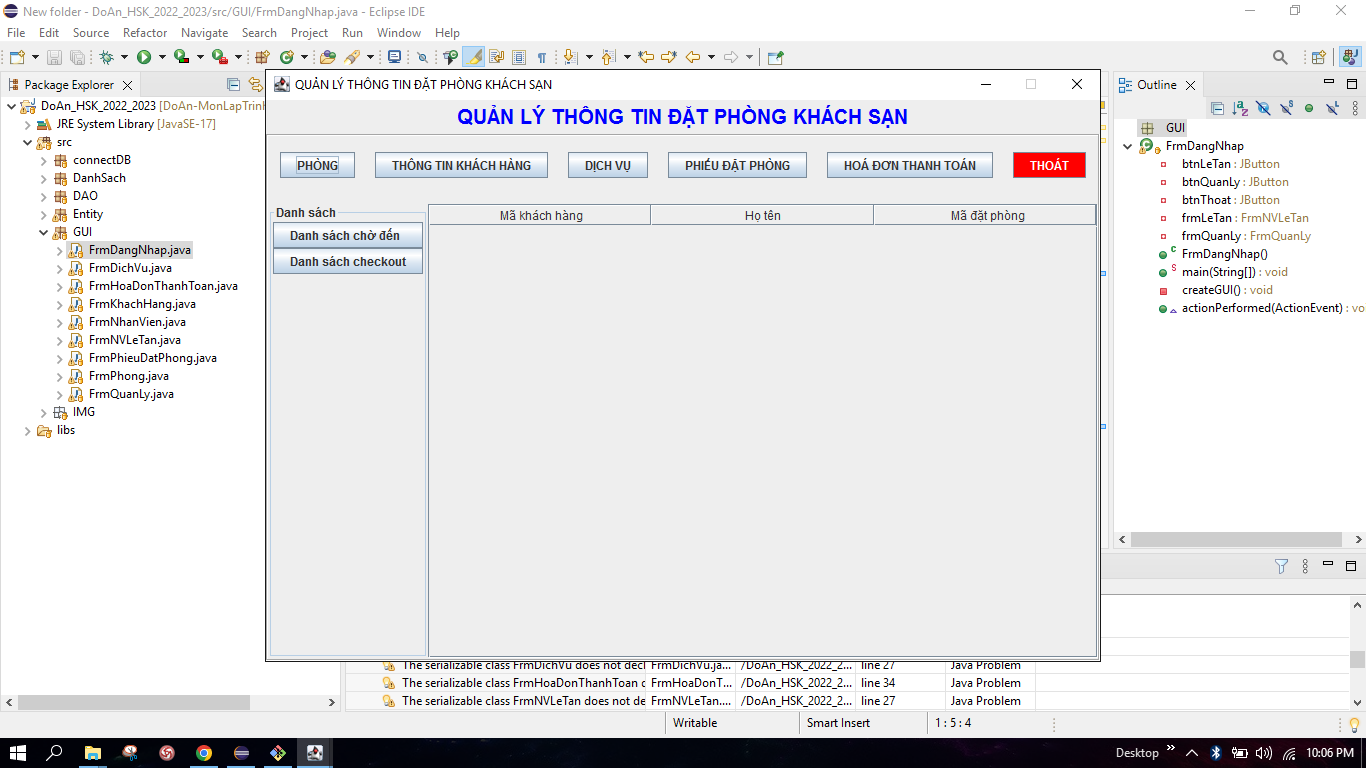 New folder - DoAn_HSK_2022_2023/src/GUI/FrmDangNhap.java - Eclipse IDE
File Edit Source Refactor Navigate Search Project Run Window Help
Package Explorer
DoAn_HSK_2022_2023 [DoAn-MonLapTrinh
JRE System Library [JavaSE-17]
src
connectDB
DanhSach
DAO
Entity
GUI
FrmDangNhap.java
FrmDichVu.java
FrmHoaDonThanhToan.java
FrmKhachHang.java
FrmNhanVien.java
FrmNVLeTan.java
FrmPhieuDatPhong.java
FrmPhong.java
FrmQuanLy.java
IMG
libs
QUẢN LÝ THÔNG TIN ĐẶT PHÒNG KHÁCH SẠN
QUẢN LÝ THÔNG TIN ĐẶT PHÒNG KHÁCH SẠN
PHÒNG THÔNG TIN KHÁCH HÀNG DỊCH VỤ PHIẾU ĐẶT PHÒNG HOÁ ĐƠN THANH TOÁN THOÁT
Danh sách
Danh sách chờ đến
Danh sách checkout
Mã khách hàng Họ tên Mã đặt phòng
Outline
GUI
FrmDangNhap
btnLeTan : JButton
btnQuanLy : JButton
btnThoat : JButton
frmLeTan : FrmNVLeTan
frmQuanLy : FrmQuanLy
FrmDangNhap()
main(String[]) : void
createGUI() : void
actionPerformed(ActionEvent) : vo
The serializable class FrmDichVu does not decl FrmDichVu.ja... /DoAn_HSK_2022_2... line 27 Java Problem
The serializable class FrmHoaDonThanhToan c FrmHoaDonT... /DoAn_HSK_2022_2... line 34 Java Problem
The serializable class FrmNVLeTan does not de FrmNVLeTan.... /DoAn_HSK_2022_2... line 27 Java Problem
Writable Smart Insert 1 : 5 : 4
Desktop 10:06 PM